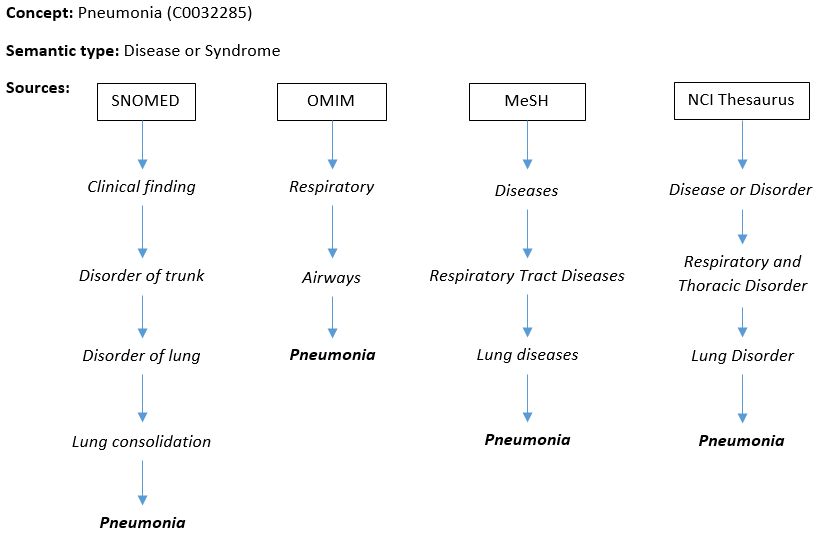 Concept: Pneumonia (C0032285)
Semantic type: Disease or Syndrome
Sources:
SNOMED
Clinical finding
Disorder of trunk
Disorder of lung
Lung consolidation
Pneumonia
OMIM
Respiratory
Airways
Pneumonia
MeSH
Diseases
Respiratory Tract Diseases
Lung diseases
Pneumonia
NCI Thesaurus
Disease or Disorder
Respiratory and
Thoracic Disorder
Lung Disorder
Pneumonia